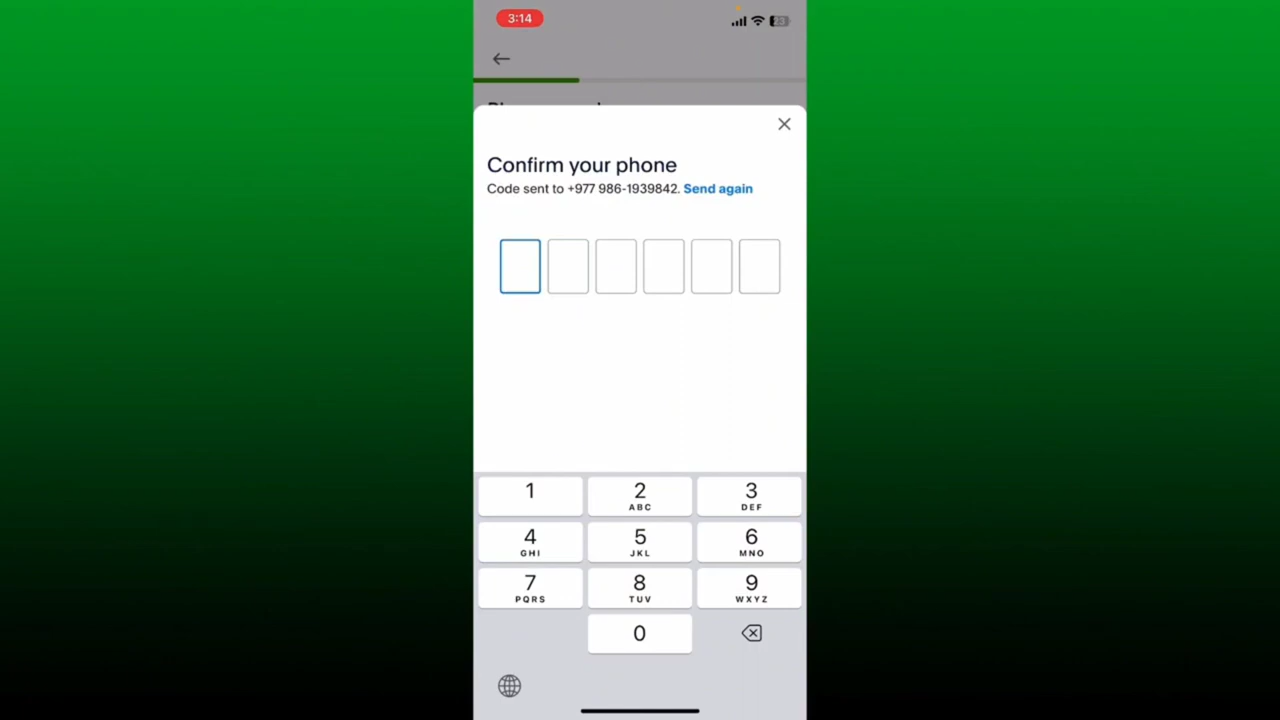 3:14
23
Confirm your phone
Code sent to +977 986-1939842. Send again
1
2
ABC
3
DEF
4
GHI
5
JKL
6
MNO
7
PQRS
8
TUV
9
WXYZ
0